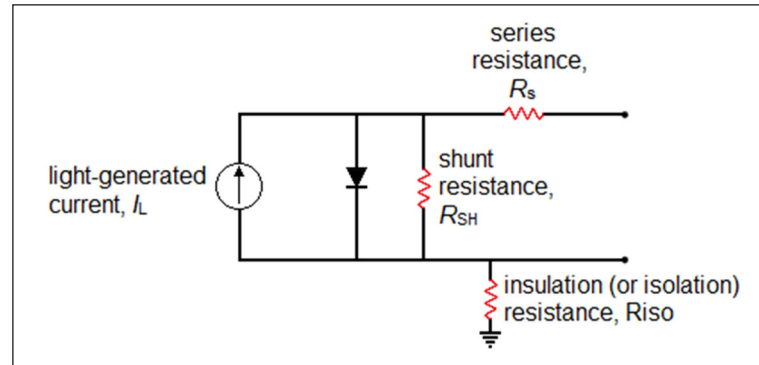 series
resistance,
Rs
light-generated
current, IL
shunt
resistance,
RSH
insulation (or isolation)
resistance, Riso